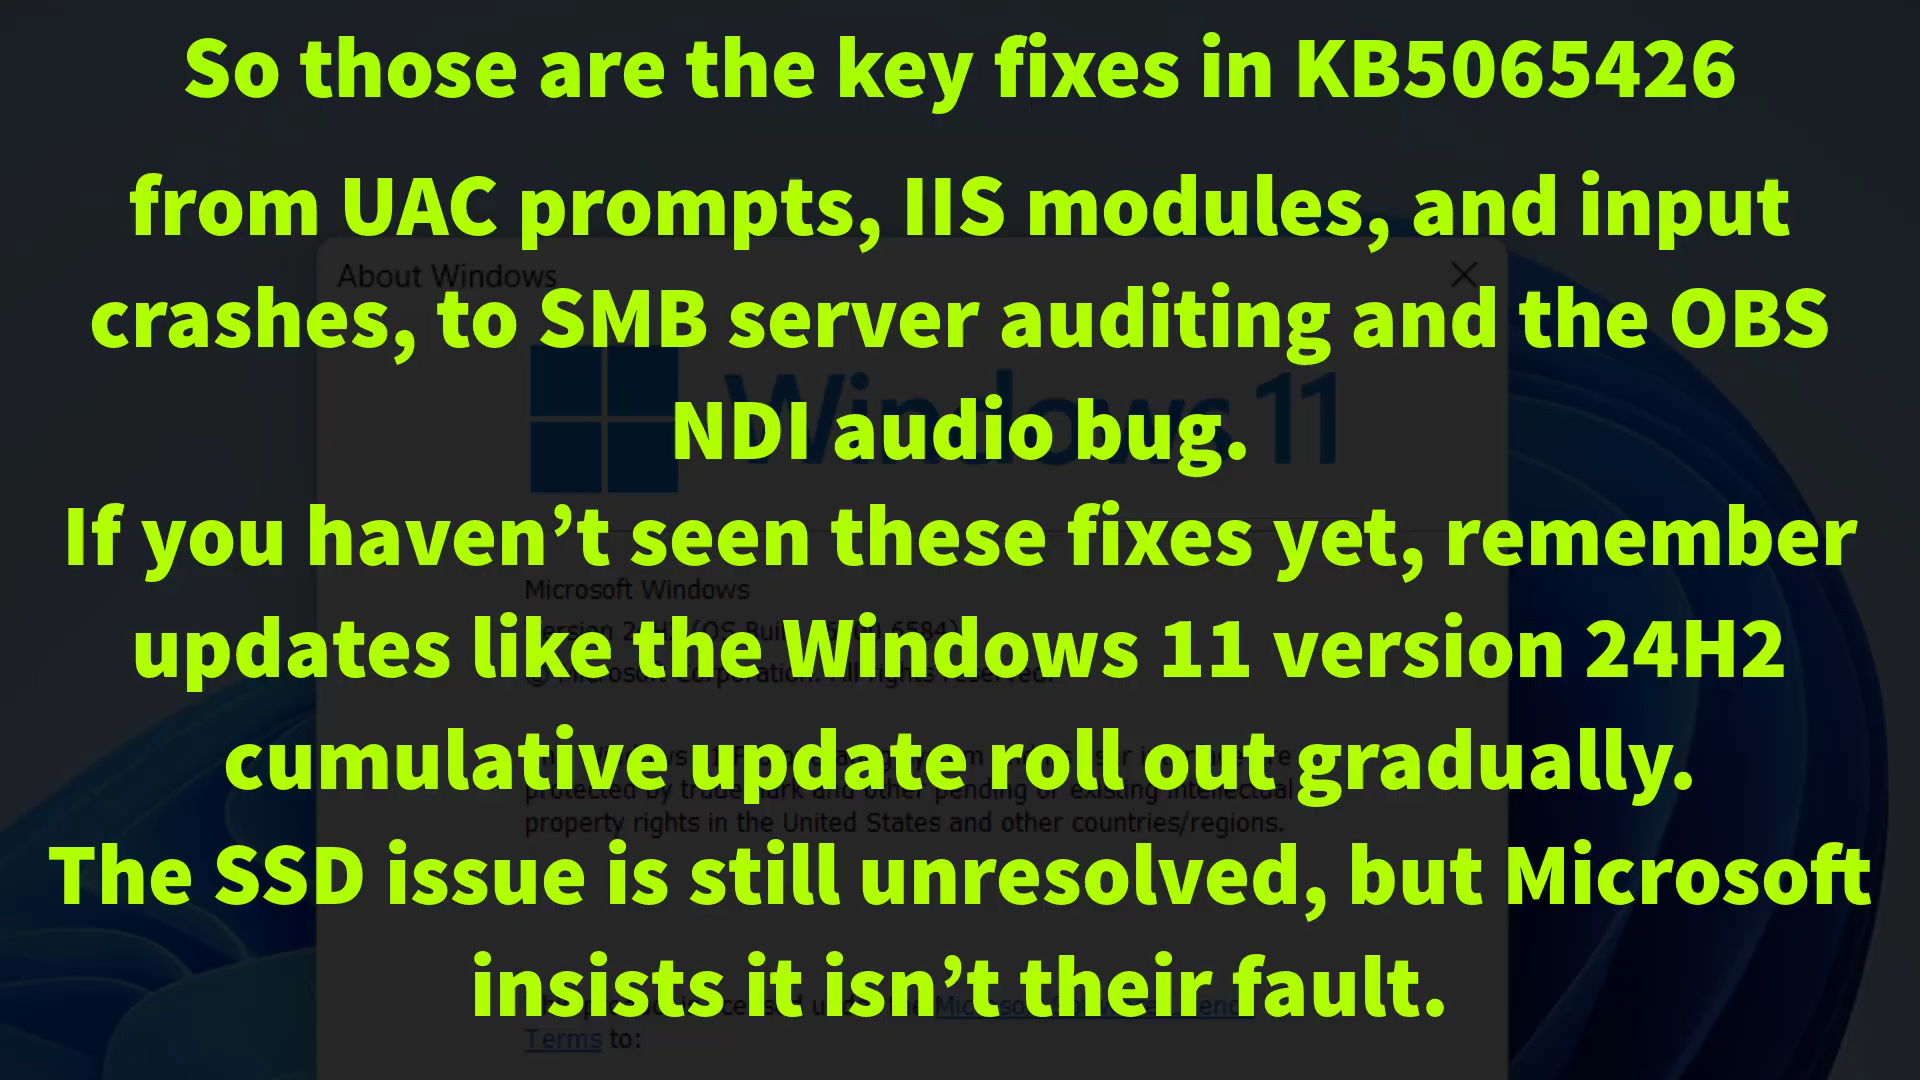 So those are the key fixes in KB5065426
from UAC prompts, IIS modules, and input
About Windows
crashes, to SMB server auditing and the OBS
Windows 11
NDI audio bug.
If you haven’t seen these fixes yet, remember
Microsoft Windows
updates like the Windows 11 version 24H2
cumulative update roll out gradually.
property rights in the United States and other countries/regions.
The SSD issue is still unresolved, but Microsoft
insists it isn’t their fault.
Terms to: